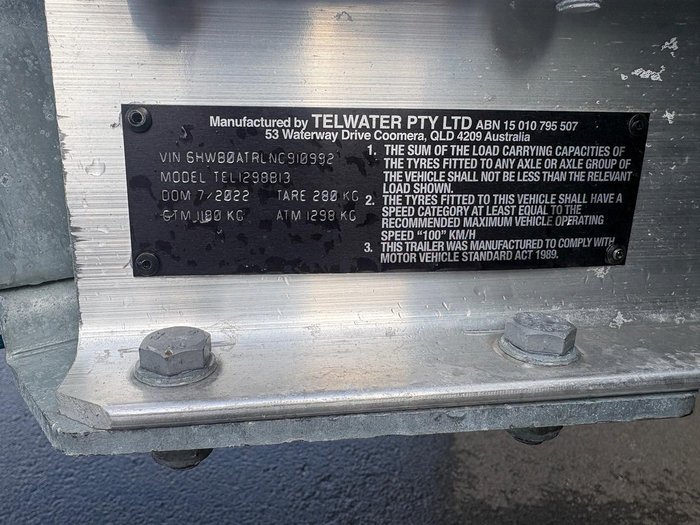 Manufactured by TELWATER PTY LTD ABN 15 010 795 507
53 Waterway Drive Coomera, QLD 4209 Australia
VIN 6HW80ATRLNC910992
MODEL TEL1298B13
DOM 7/2022 TARE 280 KG
GTM 1180 KG ATM 1298 KG
1. THE SUM OF THE LOAD CARRYING CAPACITIES OF
THE TYRES FITTED TO ANY AXLE OR AXLE GROUP OF
THE VEHICLE SHALL NOT BE LESS THAN THE RELEVANT
LOAD SHOWN.
2. THE TYRES FITTED TO THIS VEHICLE SHALL HAVE A
SPEED CATEGORY AT LEAST EQUAL TO THE
RECOMMENDED MAXIMUM VEHICLE OPERATING
SPEED “100” KM/H
3. THIS TRAILER WAS MANUFACTURED TO COMPLY WITH
MOTOR VEHICLE STANDARD ACT 1989.